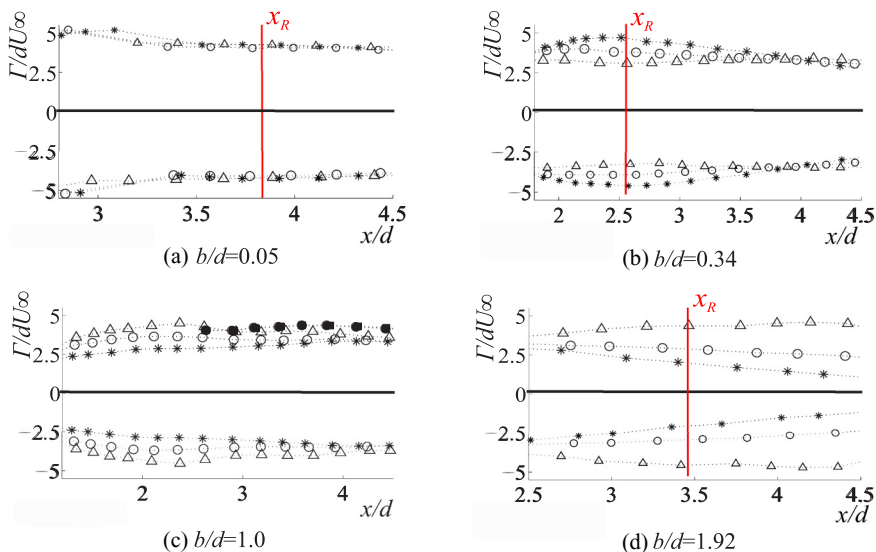 x_R
Γ/dU∞
5
2.5
0
−2.5
−5
3 3.5 4 4.5
x/d
(a) b/d=0.05
x_R
Γ/dU∞
5
2.5
0
−2.5
−5
2 2.5 3 3.5 4 4.5
x/d
(b) b/d=0.34
Γ/dU∞
5
2.5
0
−2.5
−5
2 3 4
x/d
(c) b/d=1.0
x_R
Γ/dU∞
5
2.5
0
−2.5
−5
2.5 3 3.5 4 4.5
x/d
(d) b/d=1.92